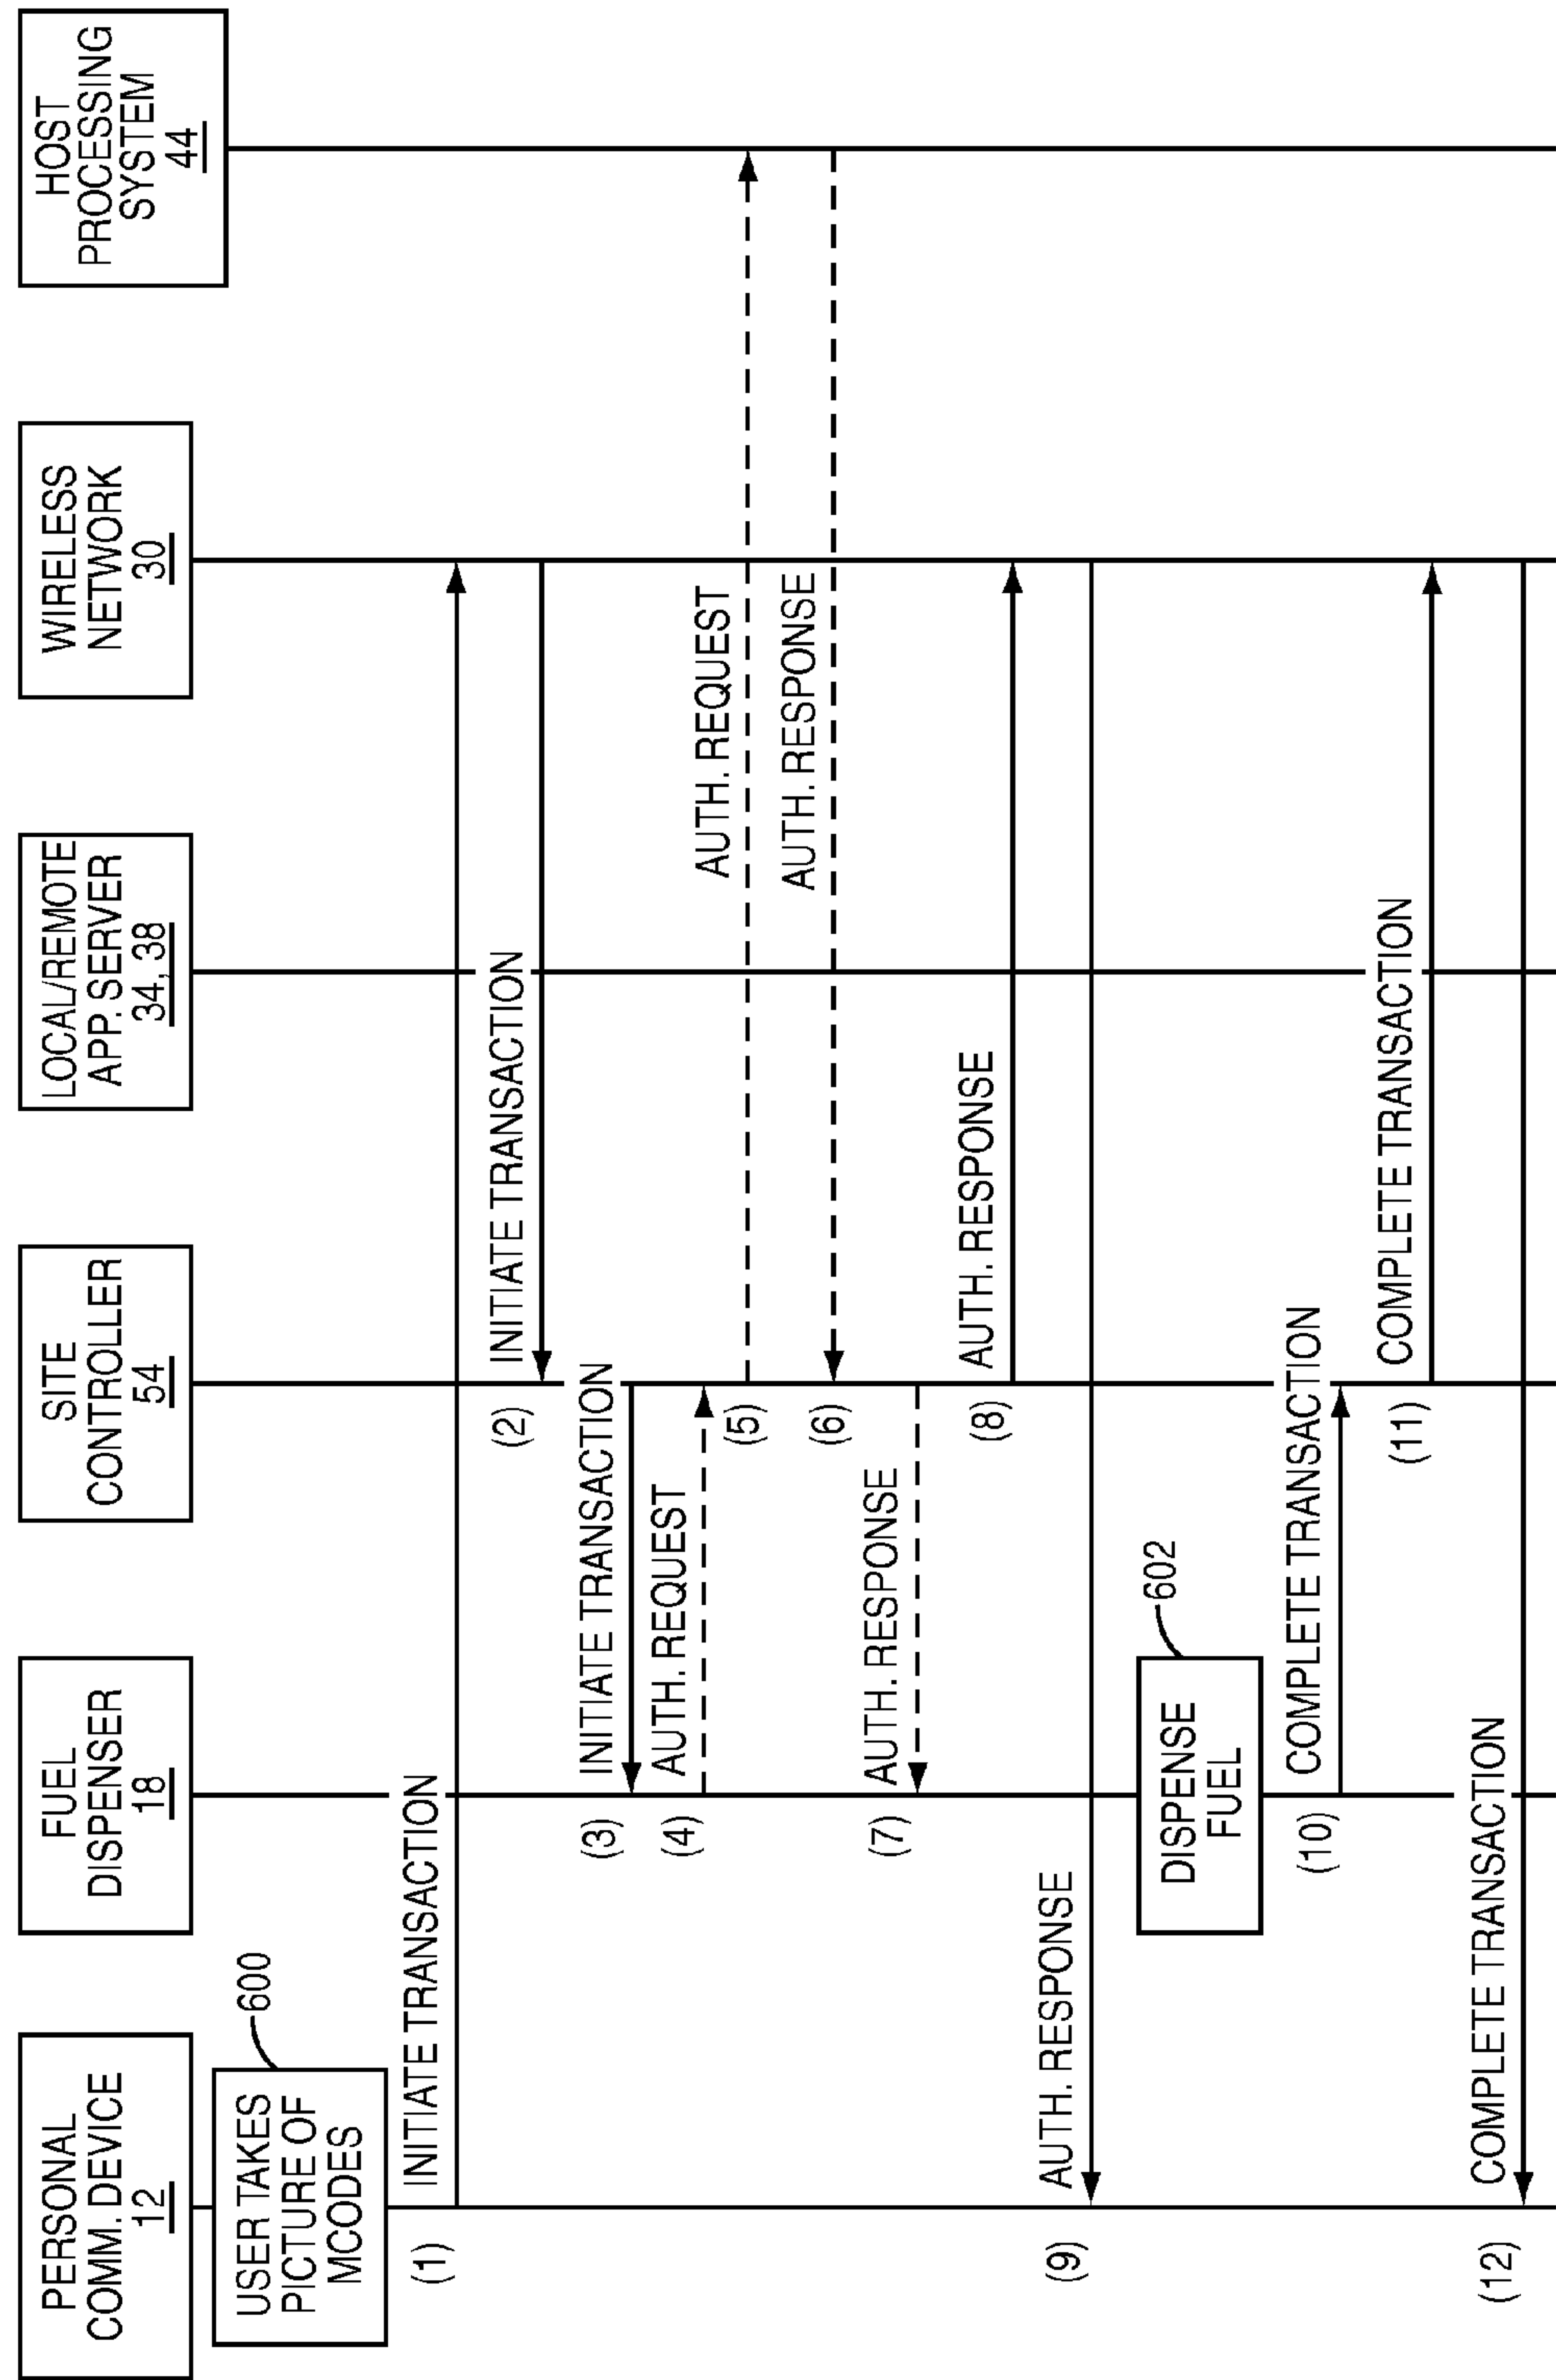 PERSONAL
COMM. DEVICE
12
FUEL
DISPENSER
18
SITE
CONTROLLER
54
LOCAL/REMOTE
APP. SERVER
34, 38
WIRELESS
NETWORK
30
HOST
PROCESSING
SYSTEM
44
USER TAKES
PICTURE OF
MCODES
600
(1)
INITIATE TRANSACTION
(2)
INITIATE TRANSACTION
(3)
INITIATE TRANSACTION
(4)
AUTH. REQUEST
(5)
AUTH. REQUEST
(6)
AUTH. RESPONSE
(7)
AUTH. RESPONSE
(8)
AUTH. RESPONSE
(9)
AUTH. RESPONSE
DISPENSE
FUEL
602
(10)
COMPLETE TRANSACTION
(11)
COMPLETE TRANSACTION
(12)
COMPLETE TRANSACTION